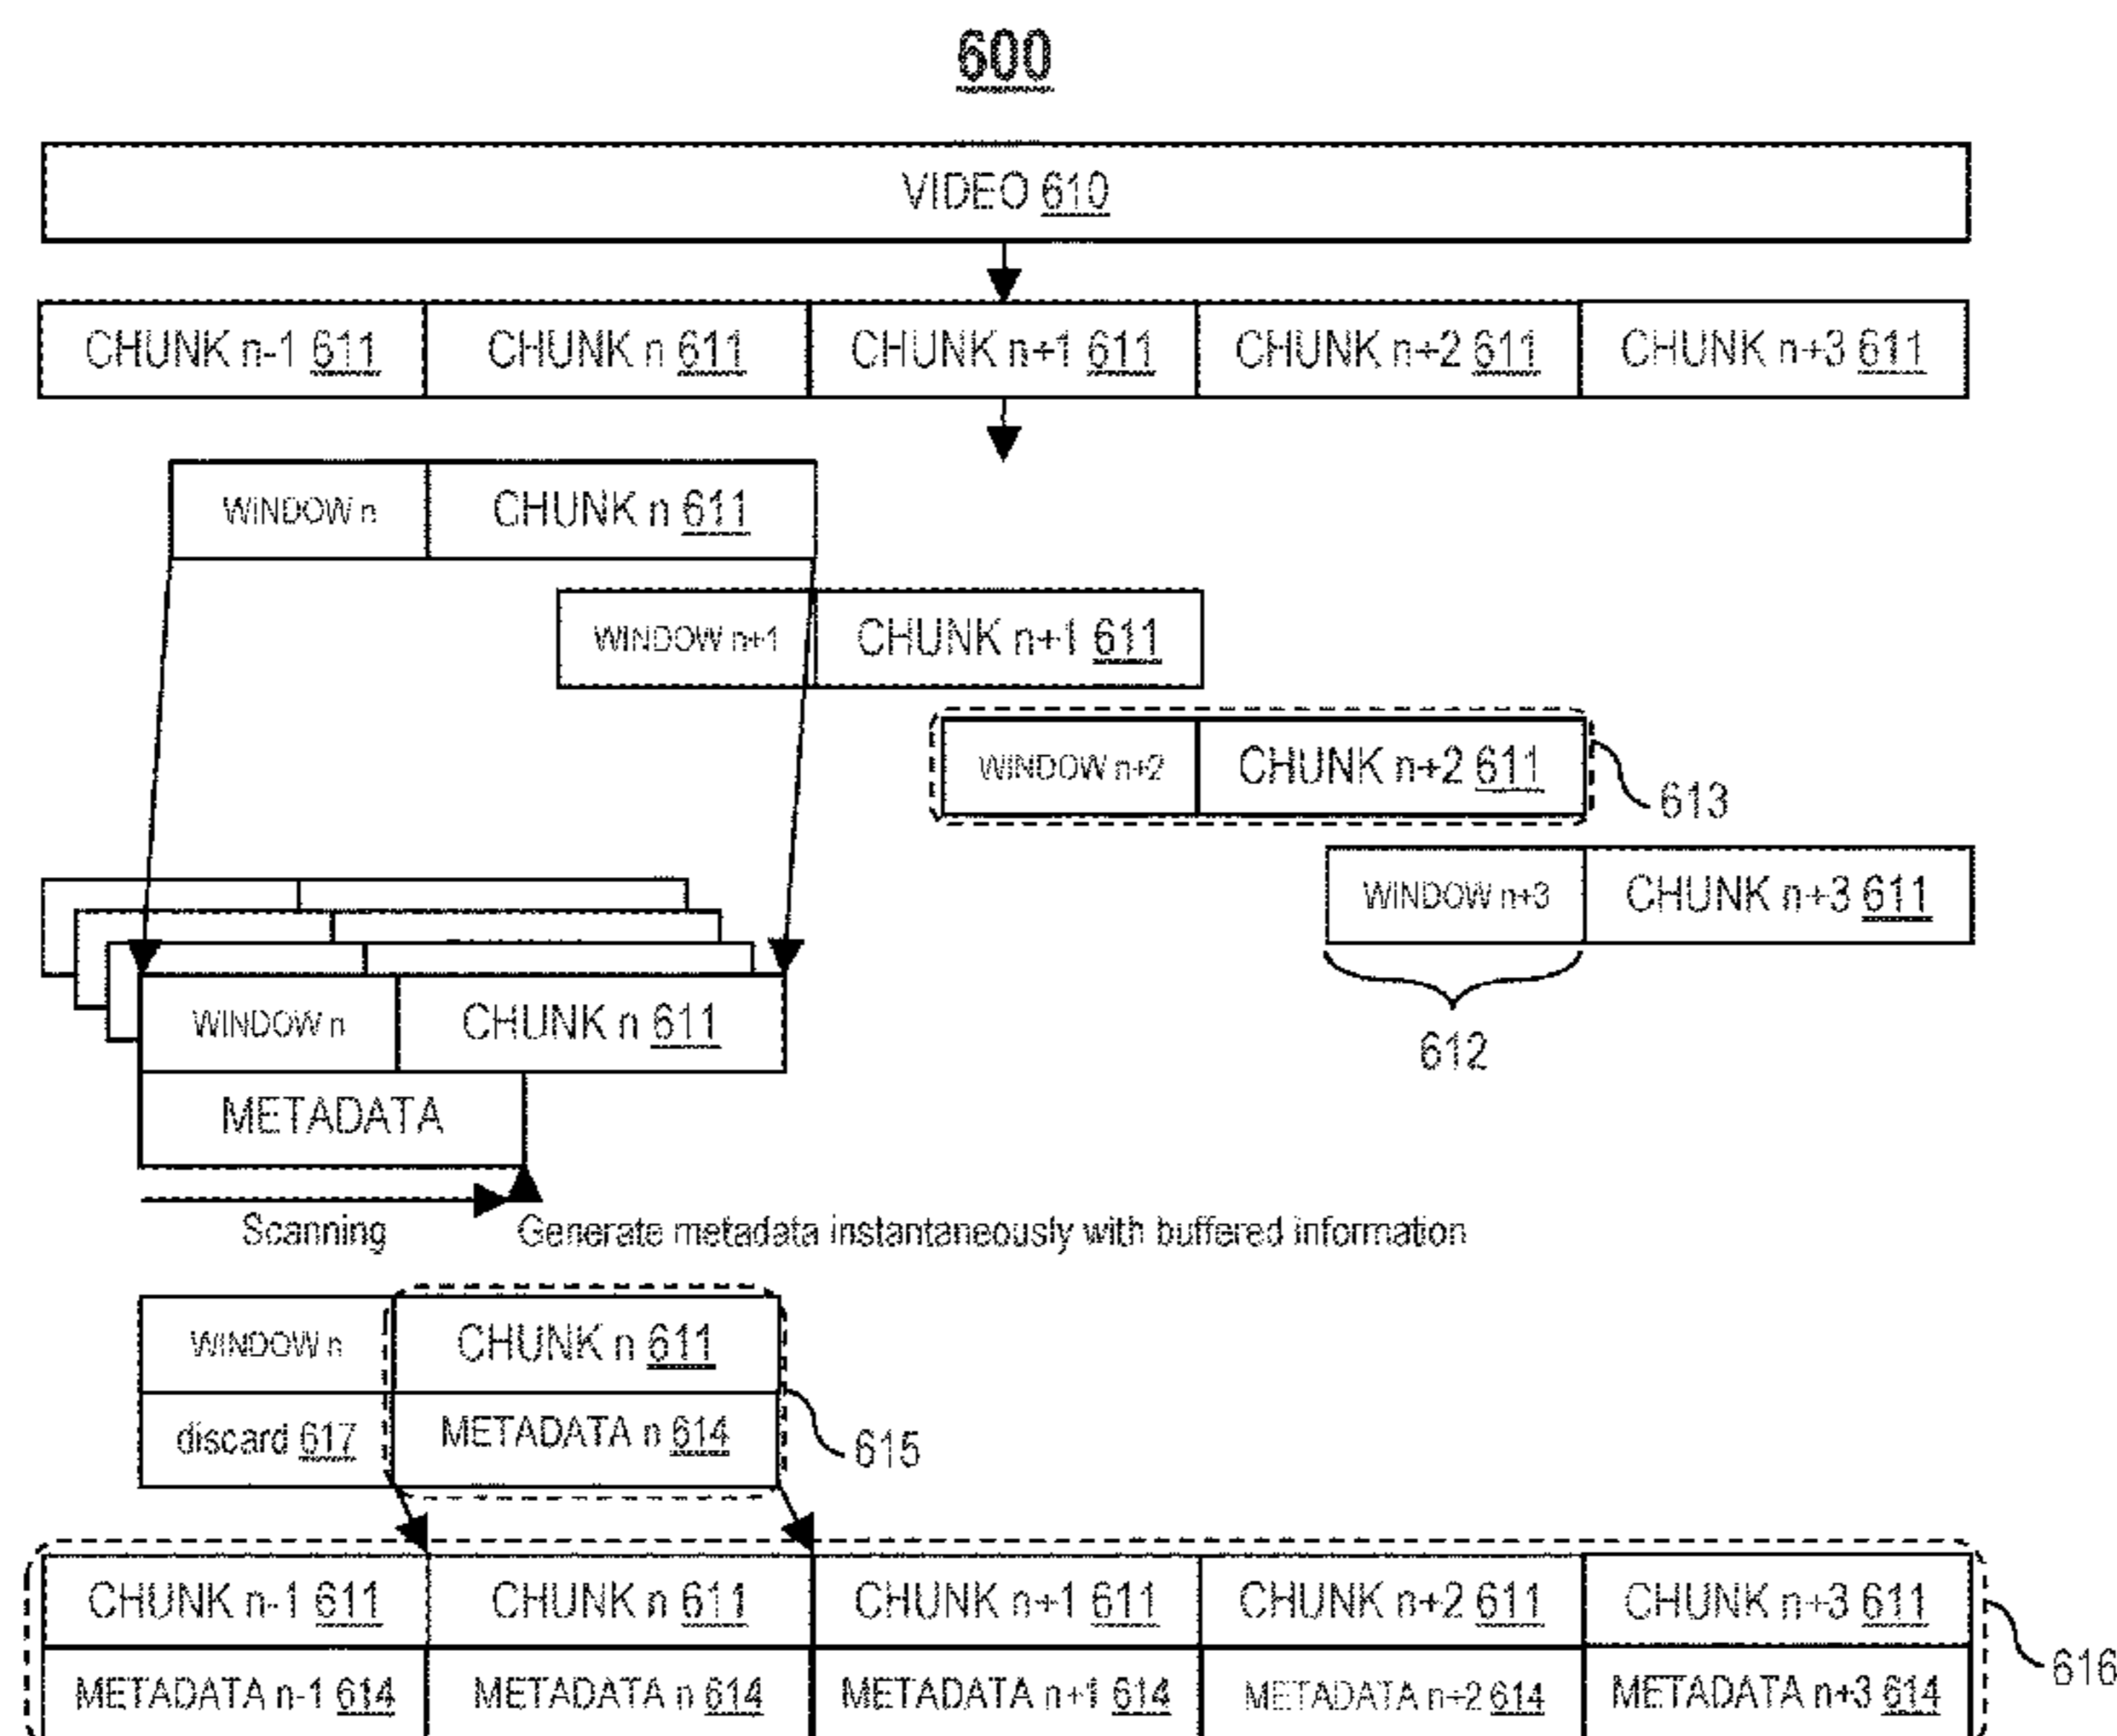 600
VIDEO 610
CHUNK n-1 611 CHUNK n 611 CHUNK n+1 611 CHUNK n+2 611 CHUNK n+3 611
WINDOW n CHUNK n 611
WINDOW n+1 CHUNK n+1 611
WINDOW n+2 CHUNK n+2 611
613
WINDOW n+3 CHUNK n+3 611
612
WINDOW n CHUNK n 611
METADATA
Scanning Generate metadata instantaneously with buffered information
WINDOW n CHUNK n 611
discard 617 METADATA n 614
615
CHUNK n-1 611 CHUNK n 611 CHUNK n+1 611 CHUNK n+2 611 CHUNK n+3 611
616
METADATA n-1 614 METADATA n 614 METADATA n+1 614 METADATA n+2 614 METADATA n+3 614